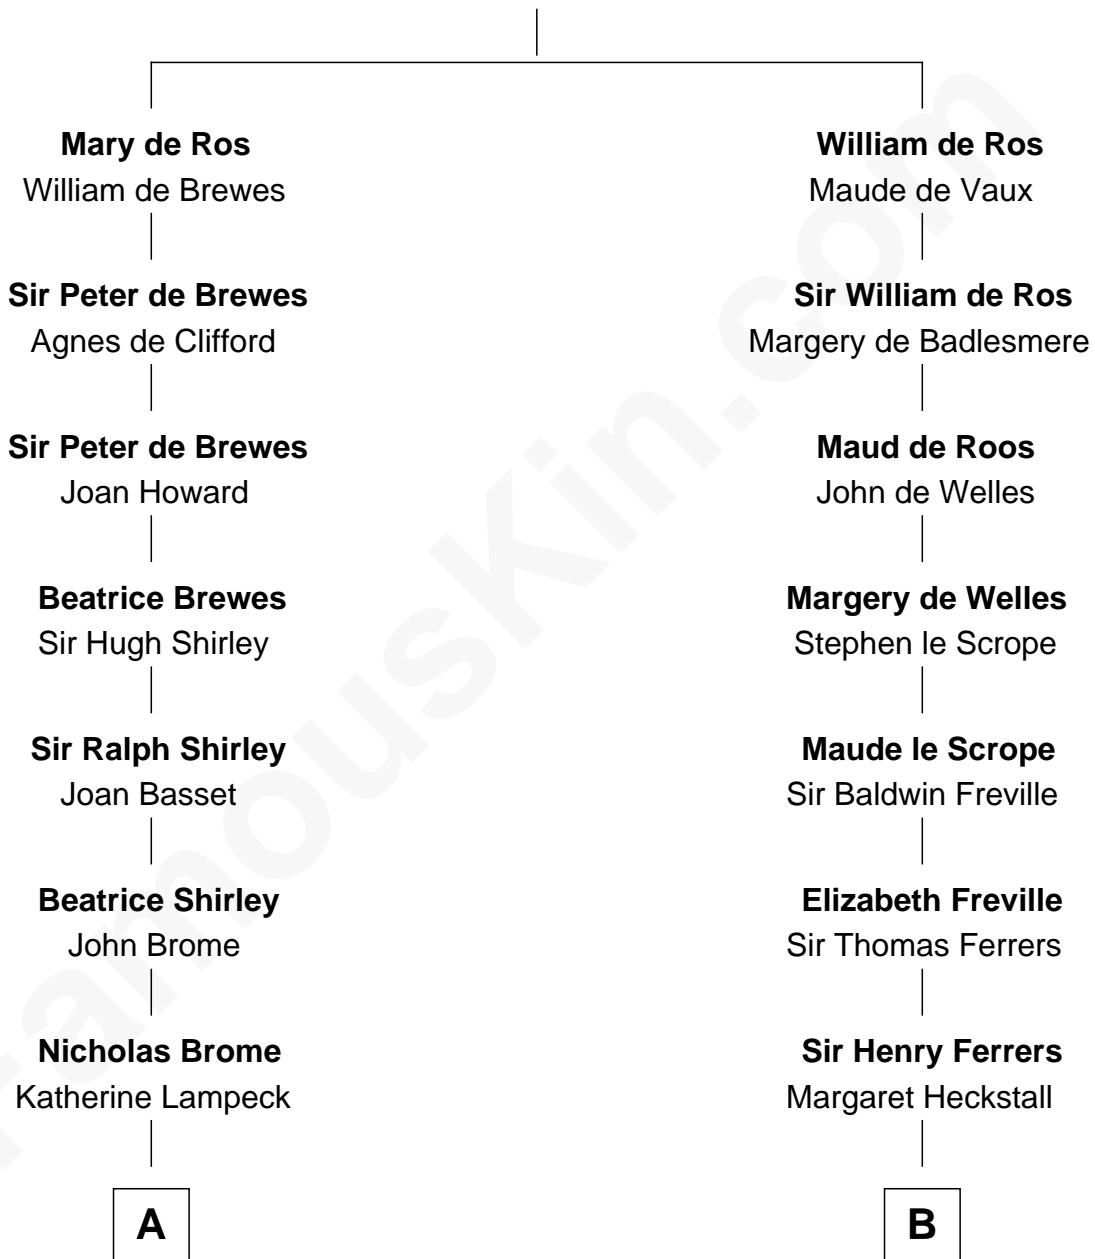 Mary de Ros
William de Brewes
Sir Peter de Brewes
Agnes de Clifford
Sir Peter de Brewes
Joan Howard
Beatrice Brewes
Sir Hugh Shirley
Sir Ralph Shirley
Joan Basset
Beatrice Shirley
John Brome
Nicholas Brome
Katherine Lampeck
A
William de Ros
Maude de Vaux
Sir William de Ros
Margery de Badlesmere
Maud de Roos
John de Welles
Margery de Welles
Stephen le Scrope
Maude le Scrope
Sir Baldwin Freville
Elizabeth Freville
Sir Thomas Ferrers
Sir Henry Ferrers
Margaret Heckstall
B
FamousKin.com